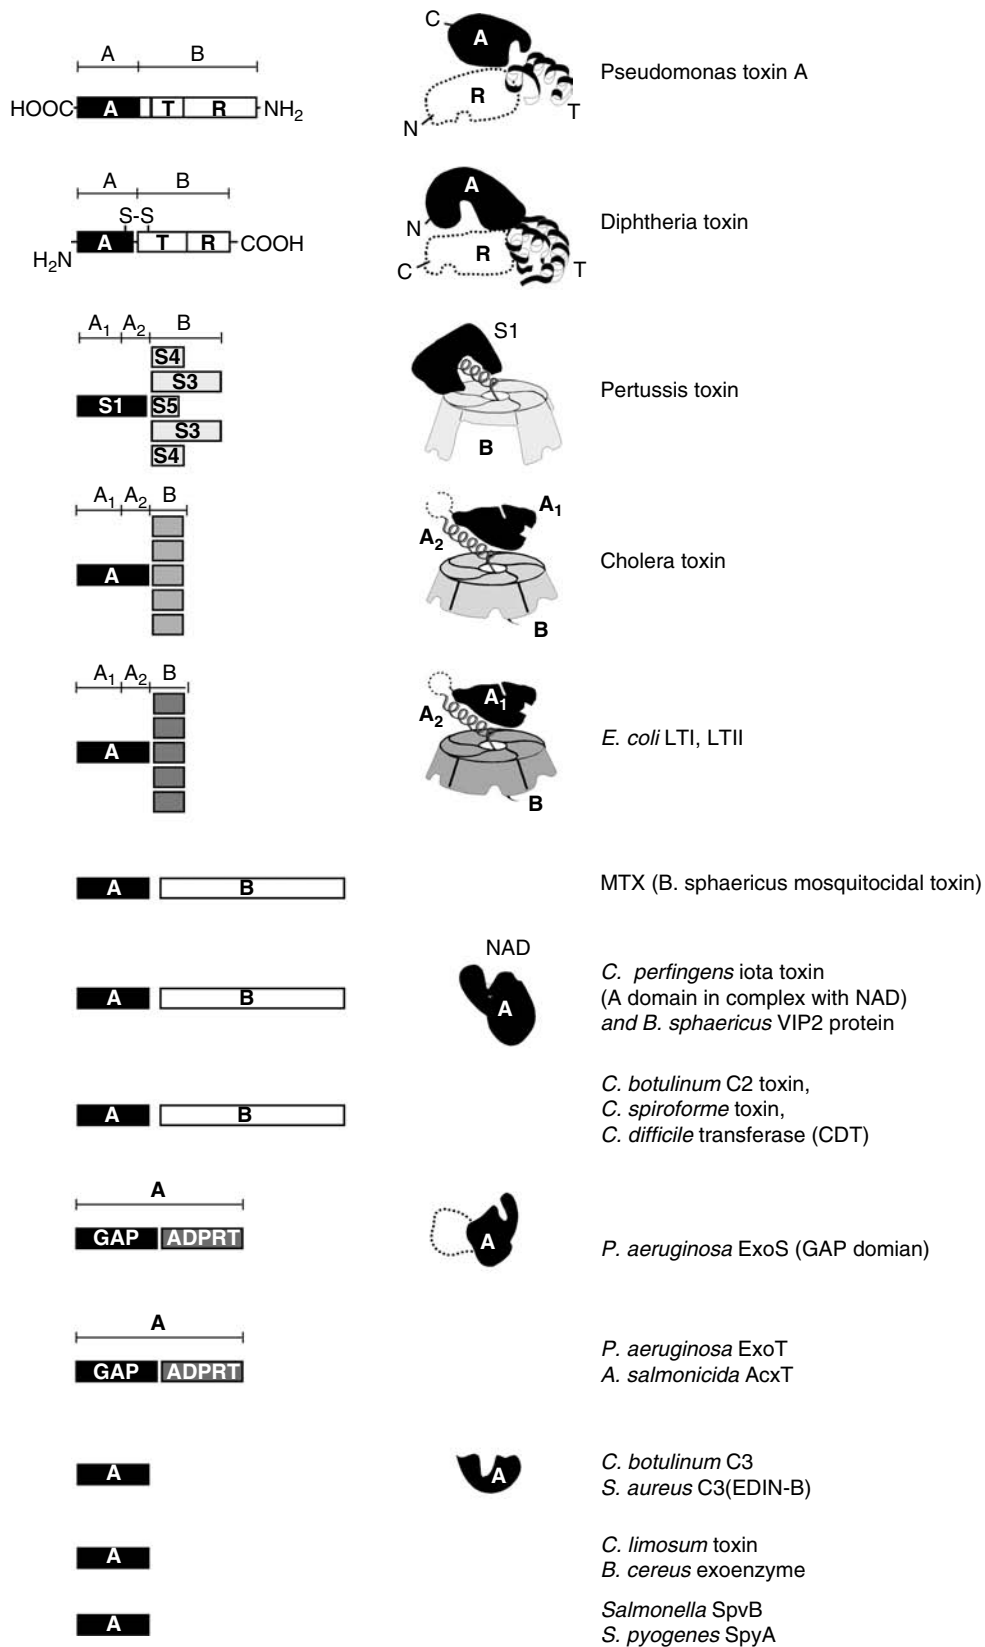 A B
HOOC A T R NH2
C A R N T
Pseudomonas toxin A
A B
S-S
H2N A T R COOH
A N R C T
Diphtheria toxin
A1 A2 B
S4
S3
S1 S5
S3
S4
S1
B
Pertussis toxin
A1 A2 B
A
A1
A2
B
Cholera toxin
A1 A2 B
A
A1
A2
B
E. coli LTI, LTII
A B
MTX (B. sphaericus mosquitocidal toxin)
A B
NAD
A
C. perfingens iota toxin
(A domain in complex with NAD)
and B. sphaericus VIP2 protein
A B
C. botulinum C2 toxin,
C. spiroforme toxin,
C. difficile transferase (CDT)
A
GAP ADPRT
A
P. aeruginosa ExoS (GAP domian)
A
GAP ADPRT
P. aeruginosa ExoT
A. salmonicida AcxT
A
A
C. botulinum C3
S. aureus C3(EDIN-B)
A
C. limosum toxin
B. cereus exoenzyme
A
Salmonella SpvB
S. pyogenes SpyA